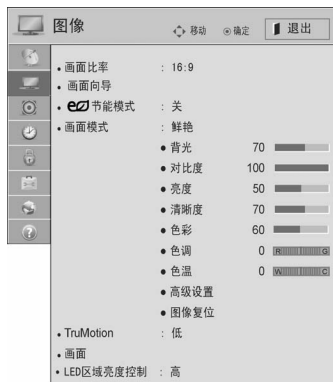 图像 移动 ⊙确定 退出
• 画面比率 : 16:9
• 画面向导
• eco 节能模式 : 关
• 画面模式 : 鲜艳
● 背光 70
● 对比度 100
● 亮度 50
● 清晰度 70
● 色彩 60
● 色调 0 R G
● 色温 0 W C
● 高级设置
● 图像复位
• TruMotion : 低
• 画面
• LED区域亮度控制 : 高